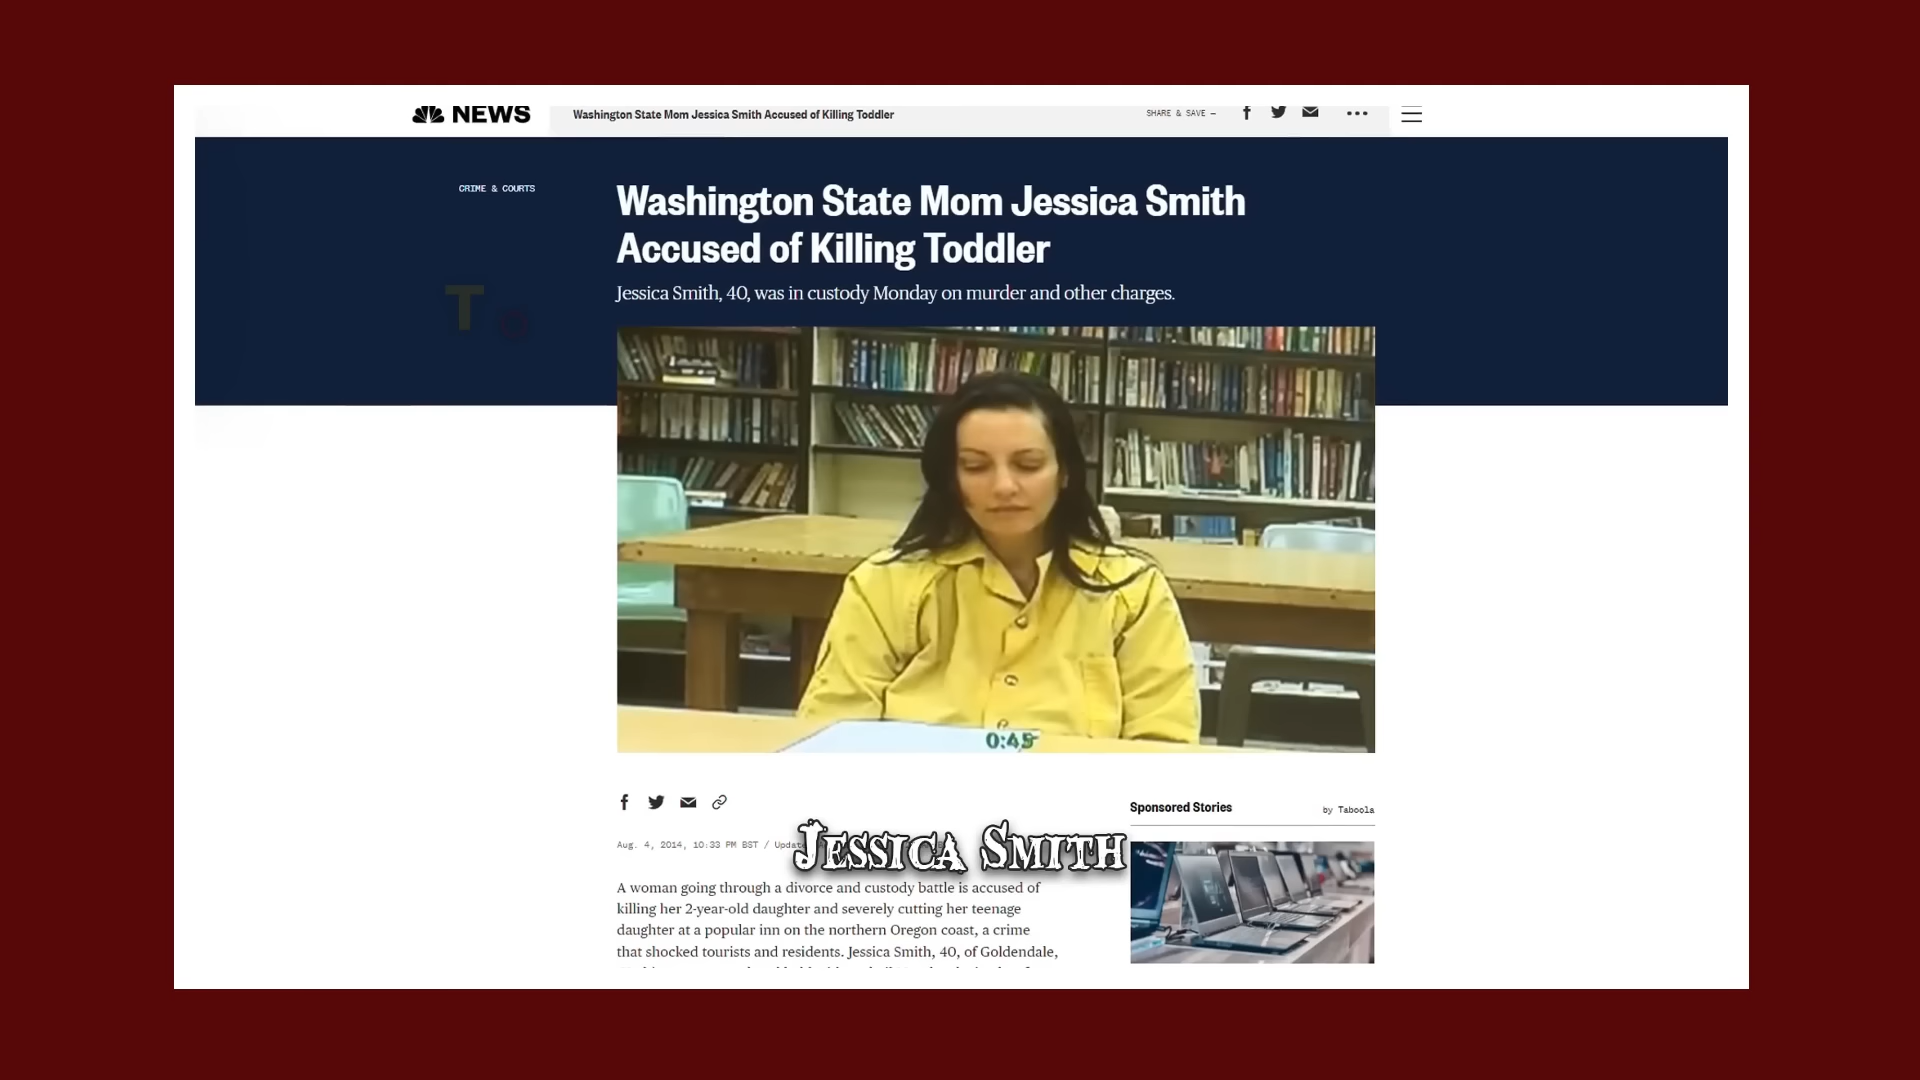 NEWS
Washington State Mom Jessica Smith Accused of Killing Toddler
SHARE & SAVE —
CRIME & COURTS
Washington State Mom Jessica Smith
Accused of Killing Toddler
Jessica Smith, 40, was in custody Monday on murder and other charges.
T O
0:45
Sponsored Stories
by Taboola
Aug. 4, 2014, 10:33 PM BST / Update
Jessica Smith
A woman going through a divorce and custody battle is accused of
killing her 2-year-old daughter and severely cutting her teenage
daughter at a popular inn on the northern Oregon coast, a crime
that shocked tourists and residents. Jessica Smith, 40, of Goldendale,